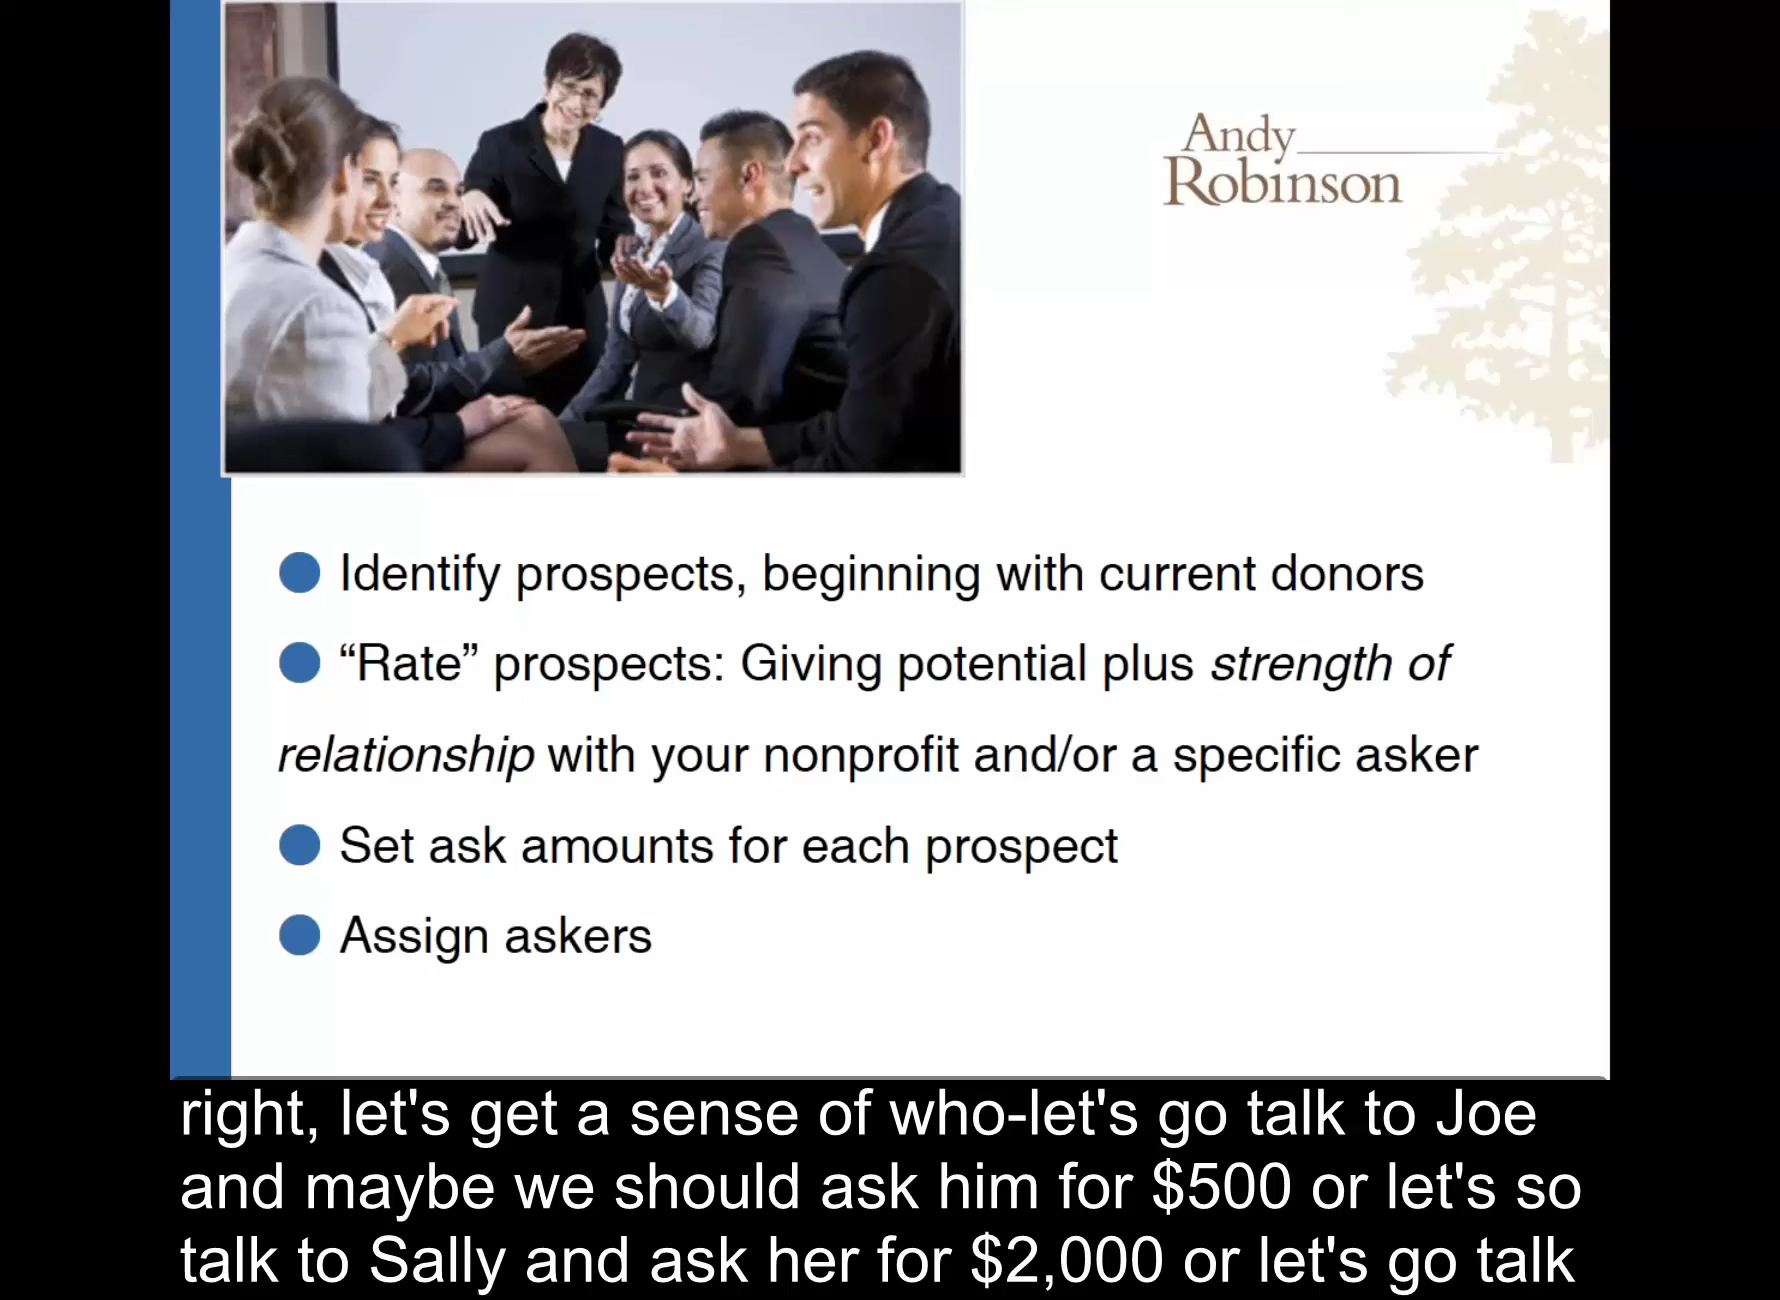 Andy
Robinson
Identify prospects, beginning with current donors
“Rate” prospects: Giving potential plus strength of
relationship with your nonprofit and/or a specific asker
Set ask amounts for each prospect
Assign askers
right, let's get a sense of who-let's go talk to Joe
and maybe we should ask him for $500 or let's so
talk to Sally and ask her for $2,000 or let's go talk